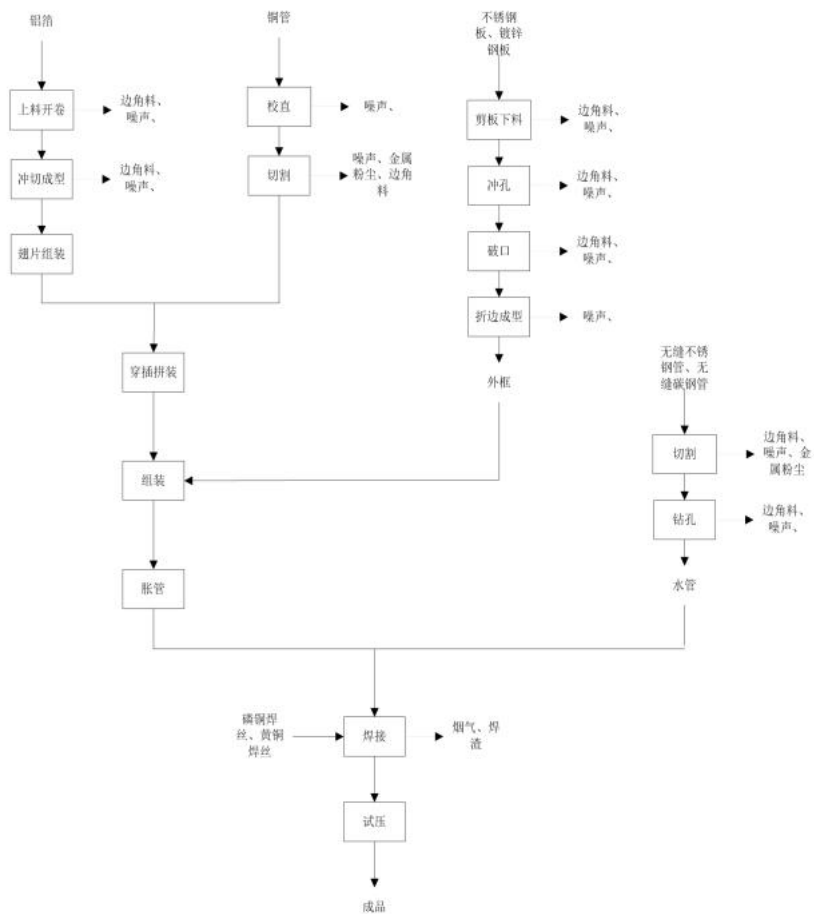 铝箔
铜管
不锈钢
板、镀锌
钢板
上料开卷
边角料、
噪声、
校直
噪声、
剪板下料
边角料、
噪声、
冲切成型
边角料、
噪声、
切割
噪声、金属
粉尘、边角
料
冲孔
边角料、
噪声、
翅片组装
破口
边角料、
噪声、
折边成型
噪声、
穿插拼装
外框
无缝不锈
钢管、无
缝碳钢管
组装
切割
边角料、
噪声、金
属粉尘
钻孔
边角料、
噪声、
胀管
水管
磷铜焊
丝、黄铜
焊丝
焊接
烟气、焊
渣
试压
成品